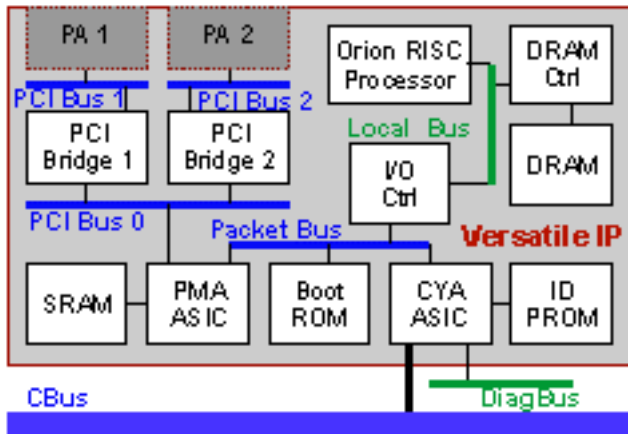 PA 1
PA 2
Orion RISC
Processor
DRAM
Ctrl
PCI Bus 1
PCI Bus 2
PCI
Bridge 1
PCI
Bridge 2
Local Bus
I/O
Ctrl
DRAM
PCI Bus 0
Packet Bus
Versatile IP
SRAM
PMA
ASIC
Boot
ROM
CYA
ASIC
ID
PROM
CBus
DiagBus